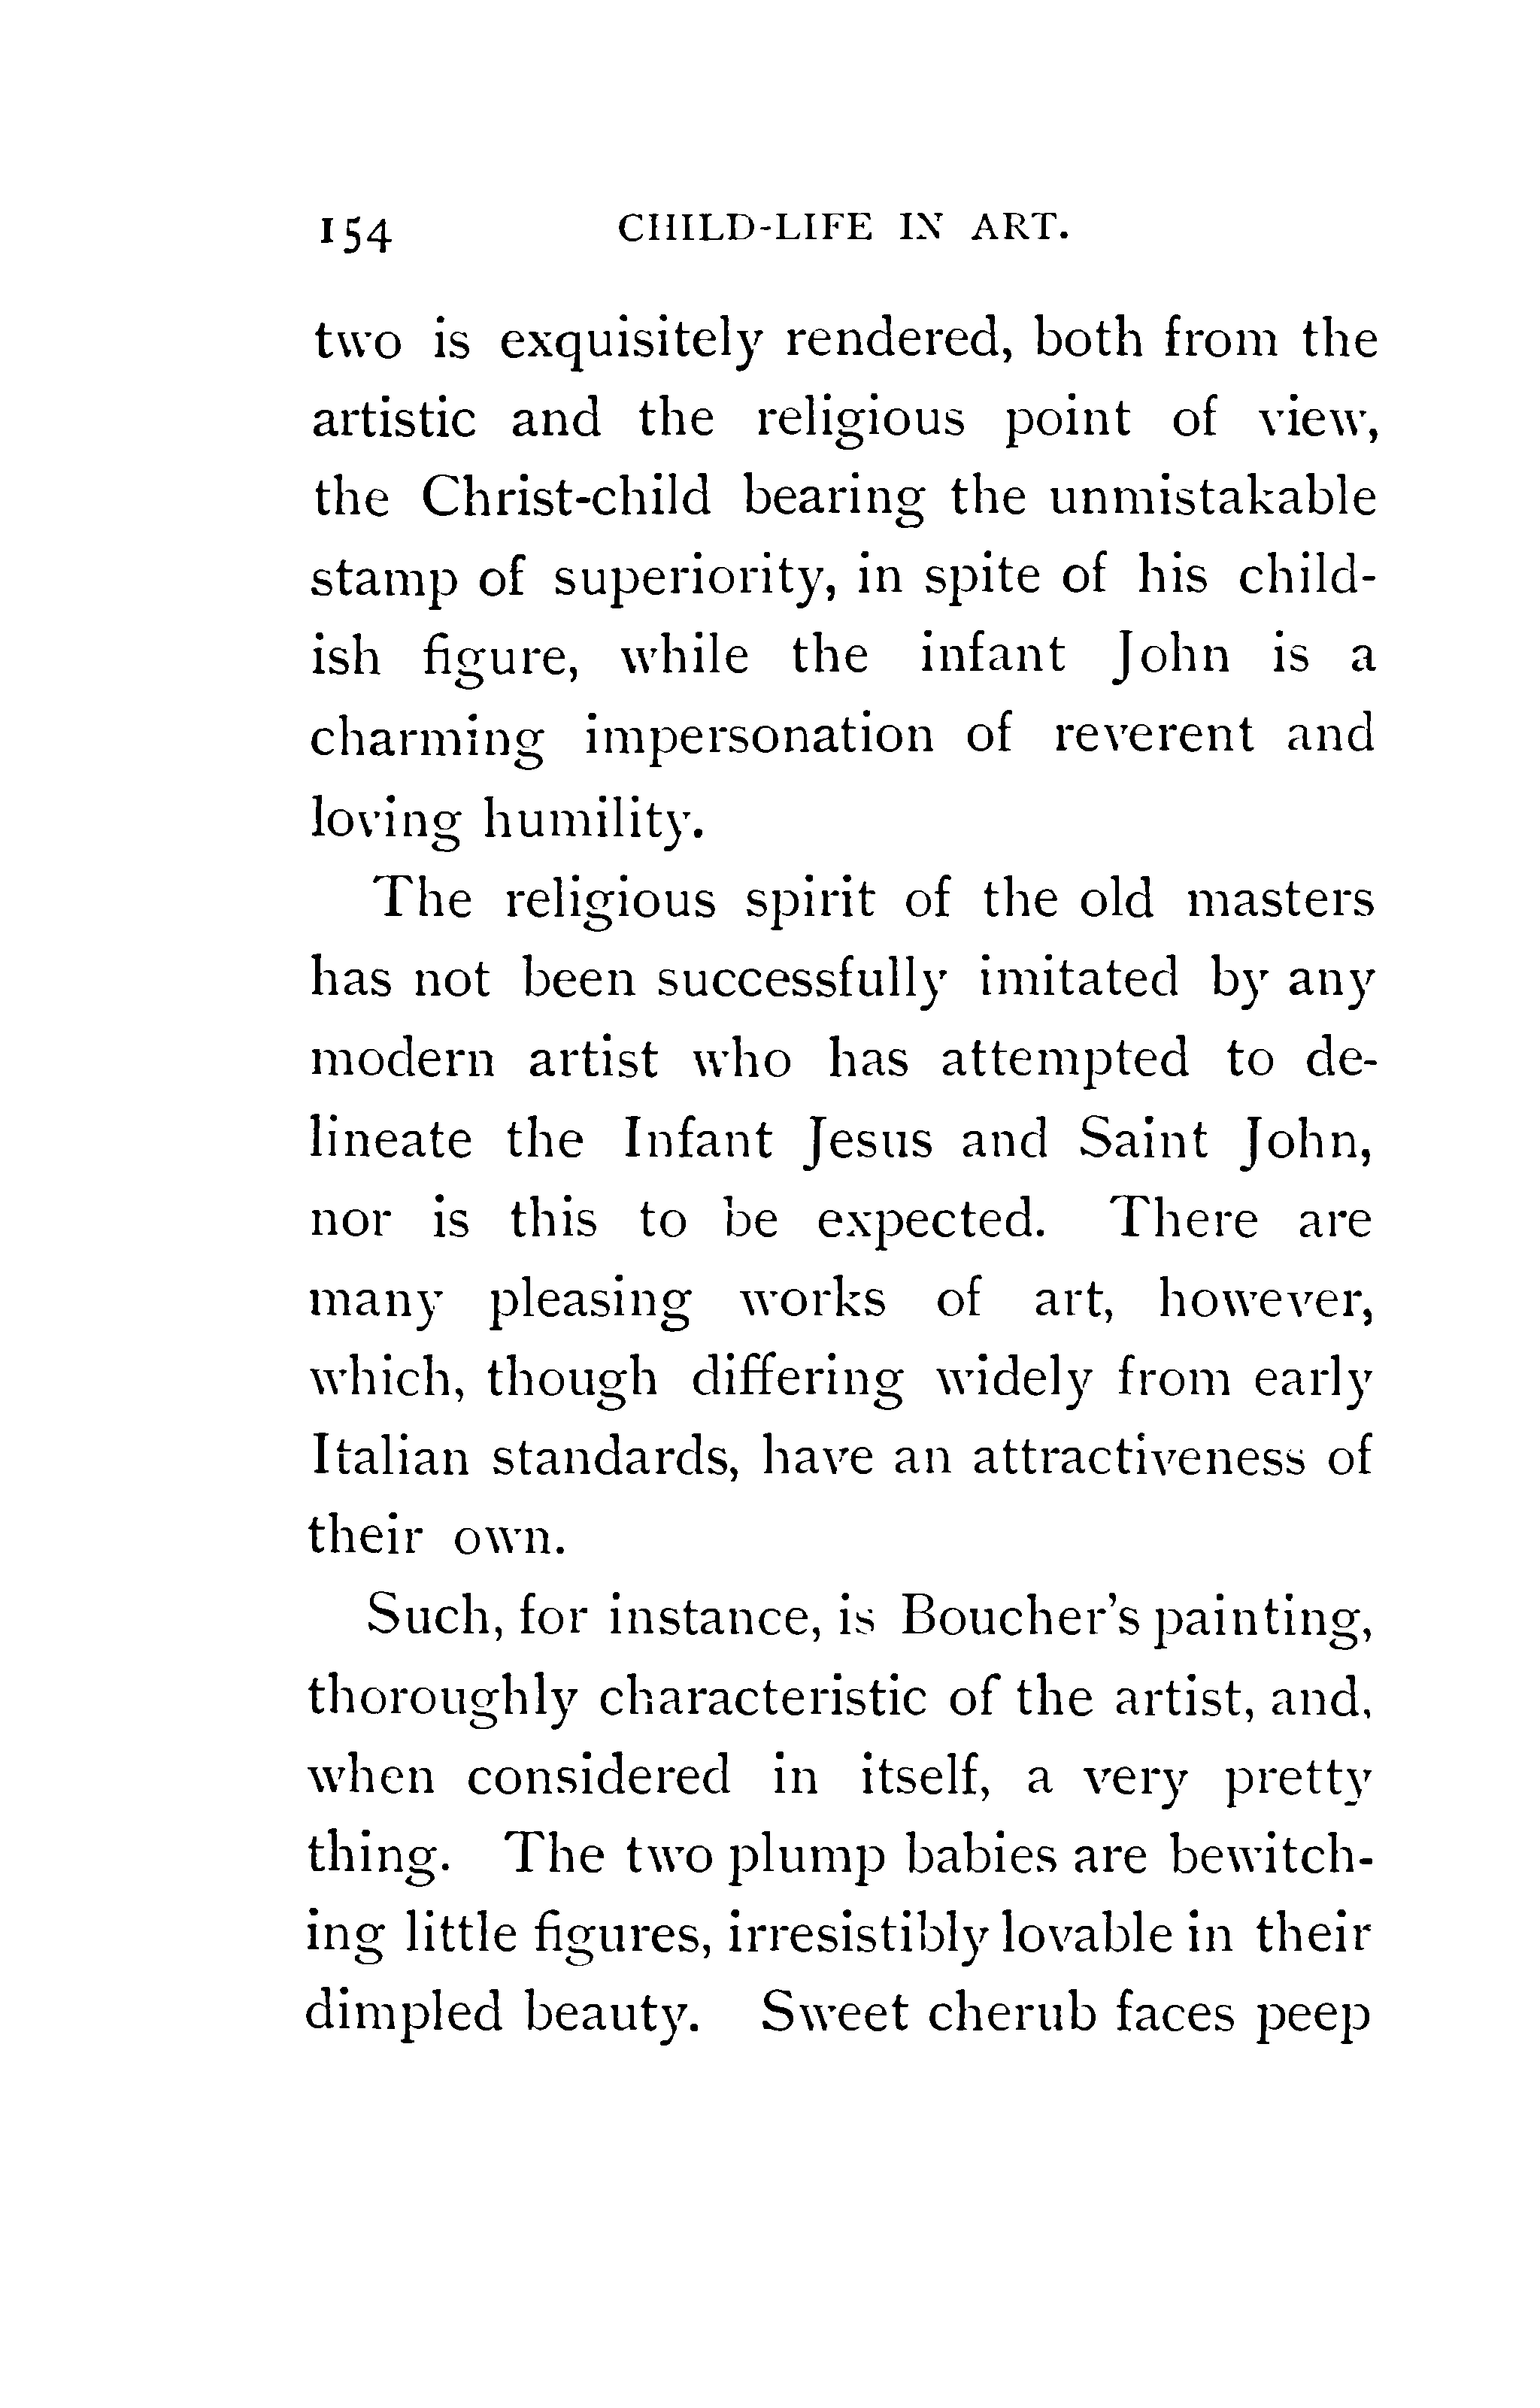 154 CHILD-LIFE IN ART.
two is exquisitely rendered, both from the
artistic and the religious point of view,
the Christ-child bearing the unmistakable
stamp of superiority, in spite of his child-
ish figure, while the infant John is a
charming impersonation of reverent and
loving humility.
The religious spirit of the old masters
has not been successfully imitated by any
modern artist who has attempted to de-
lineate the Infant Jesus and Saint John,
nor is this to be expected. There are
many pleasing works of art, however,
which, though differing widely from early
Italian standards, have an attractiveness of
their own.
Such, for instance, is Boucher's painting,
thoroughly characteristic of the artist, and,
when considered in itself, a very pretty
thing. The two plump babies are bewitch-
ing little figures, irresistibly lovable in their
dimpled beauty. Sweet cherub faces peep